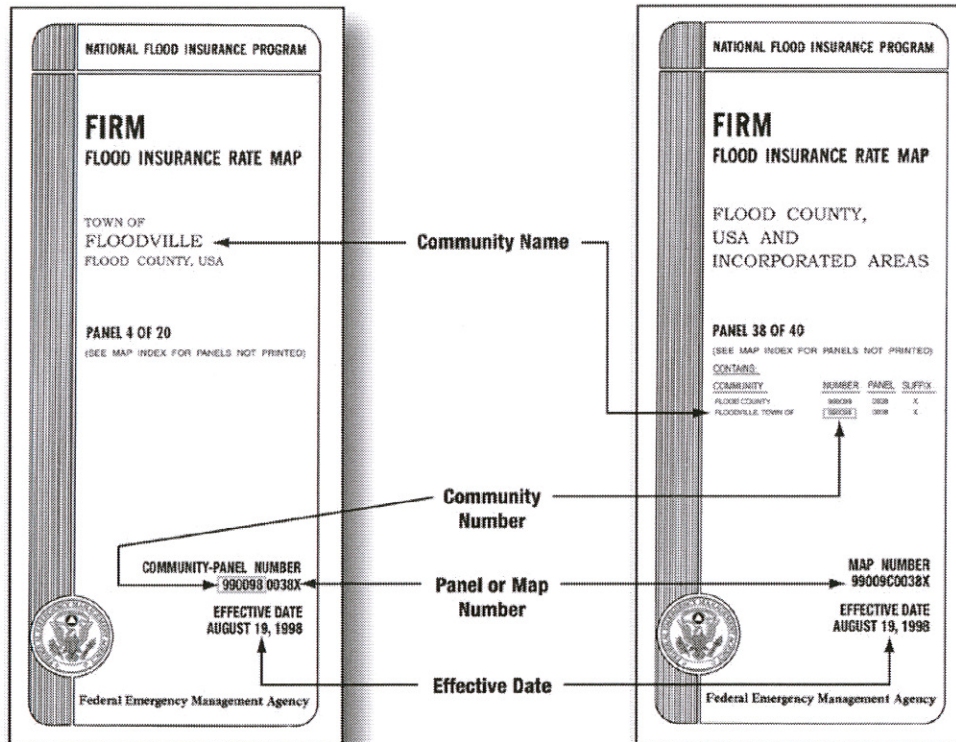 NATIONAL FLOOD INSURANCE PROGRAM
FIRM
FLOOD INSURANCE RATE MAP
TOWN OF
FLOODVILLE
FLOOD COUNTY, USA
PANEL 4 OF 20
(SEE MAP INDEX FOR PANELS NOT PRINTED)
COMMUNITY-PANEL NUMBER
990098 0038X
EFFECTIVE DATE
AUGUST 19, 1998
Federal Emergency Management Agency
Community Name
Community
Number
Panel or Map
Number
Effective Date
NATIONAL FLOOD INSURANCE PROGRAM
FIRM
FLOOD INSURANCE RATE MAP
FLOOD COUNTY,
USA AND
INCORPORATED AREAS
PANEL 38 OF 40
(SEE MAP INDEX FOR PANELS NOT PRINTED)
CONTAINS:
COMMUNITY NUMBER PANEL SUFFIX
FLOOD COUNTY 990099 0038 X
FLOODVILLE, TOWN OF 990098 0038 X
MAP NUMBER
99009C0038X
EFFECTIVE DATE
AUGUST 19, 1998
Federal Emergency Management Agency